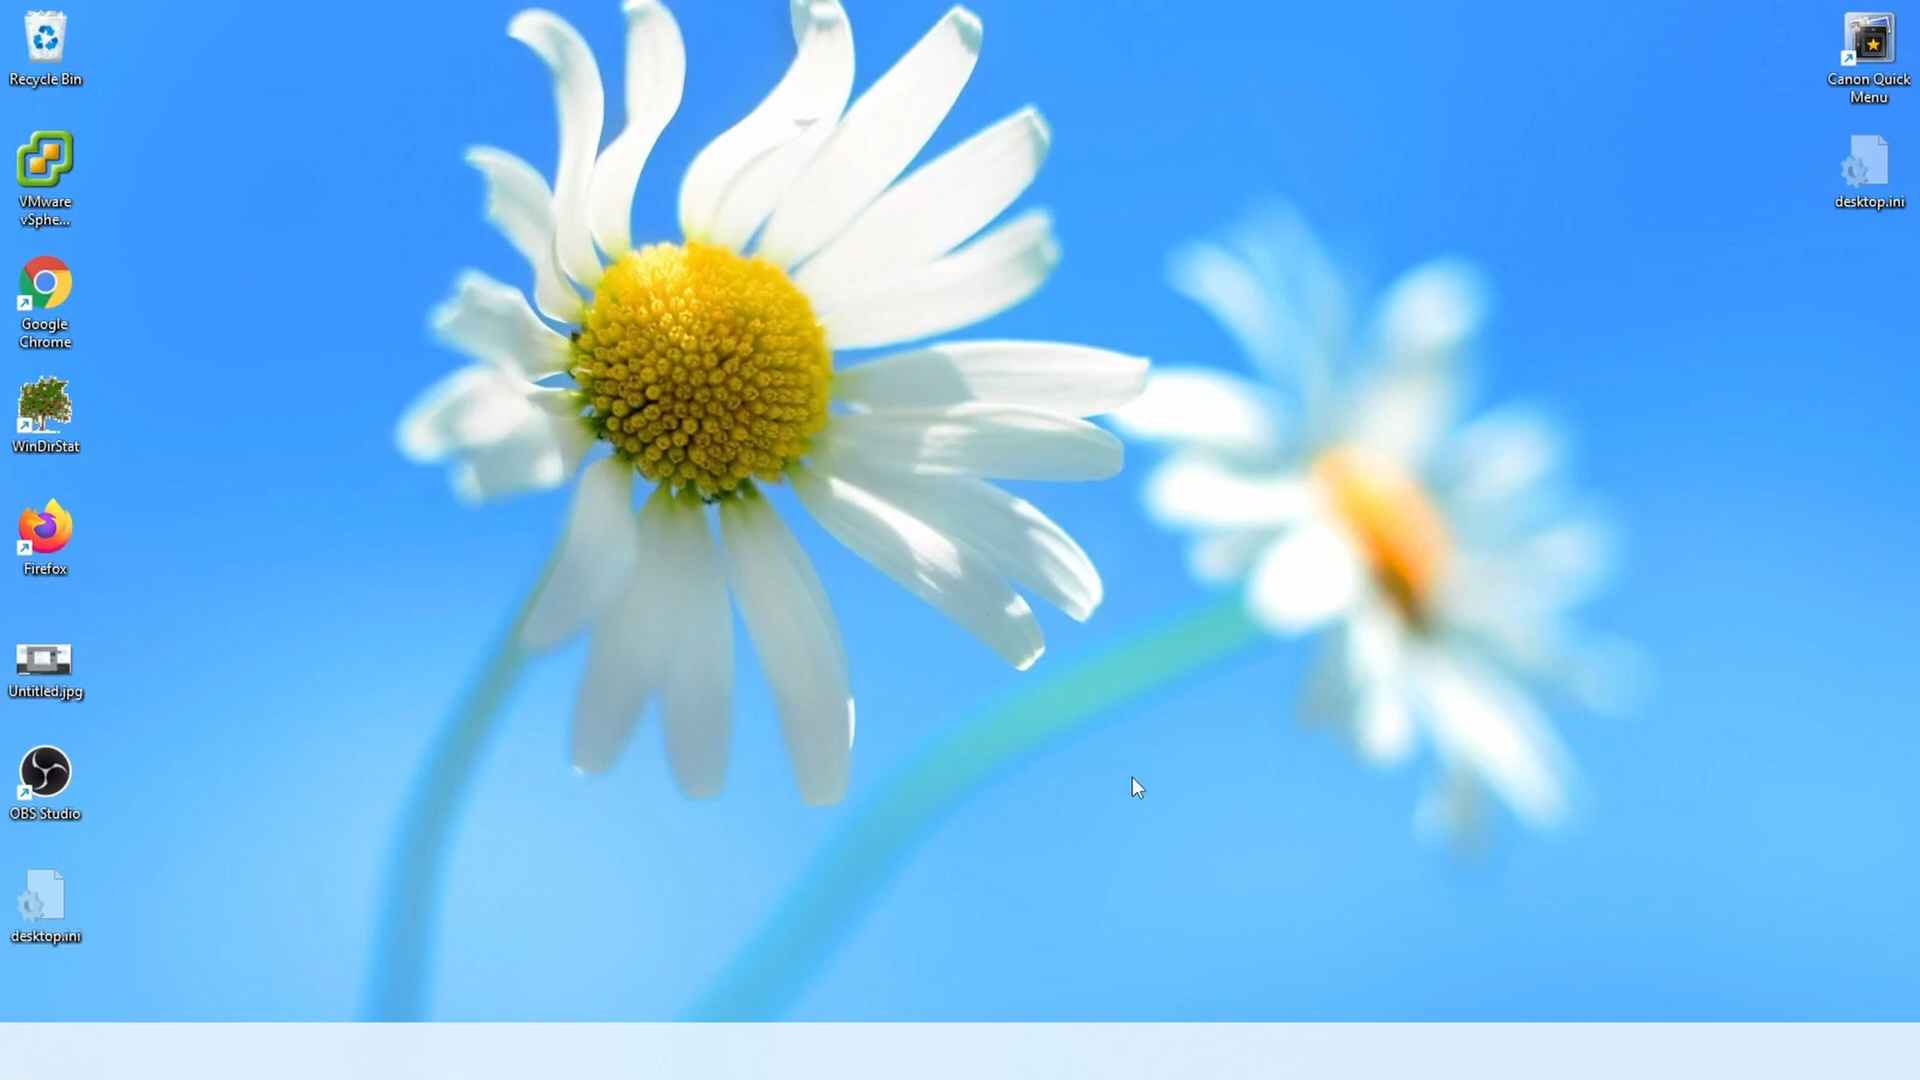 Recycle Bin
VMware
vSphe...
Google
Chrome
WinDirStat
Firefox
Untitled.jpg
OBS Studio
desktop.ini
Canon Quick
Menu
desktop.ini